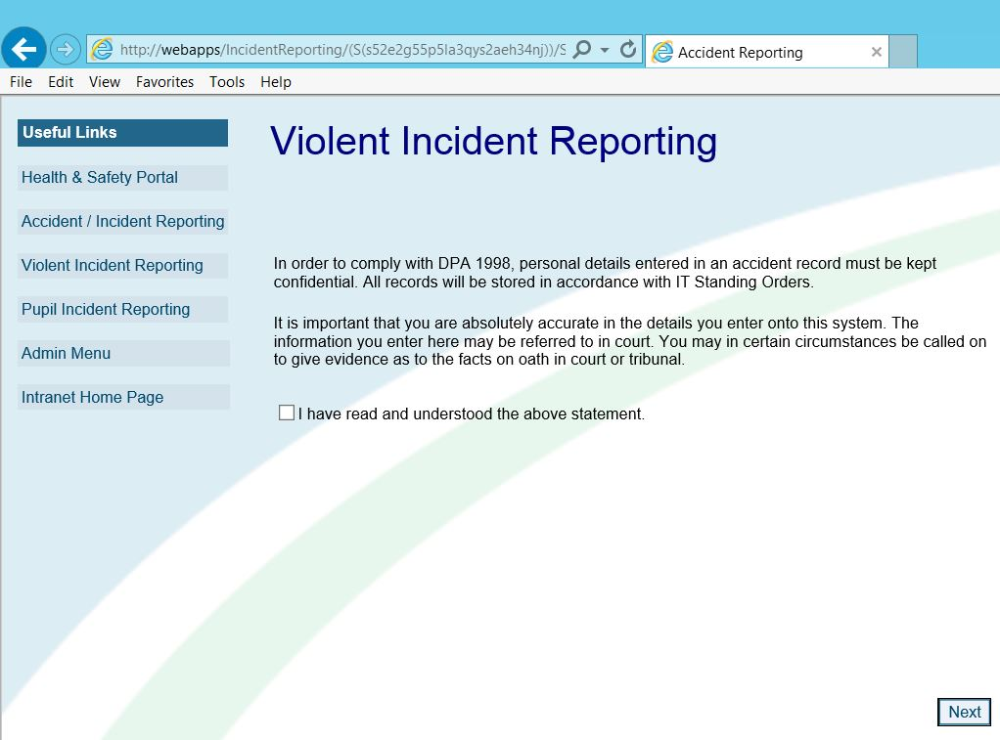 http://webapps/IncidentReporting/(S(s52e2g55p5la3qys2aeh34nj))/S
Accident Reporting
File Edit View Favorites Tools Help
Useful Links
Health & Safety Portal
Accident / Incident Reporting
Violent Incident Reporting
Pupil Incident Reporting
Admin Menu
Intranet Home Page
Violent Incident Reporting
In order to comply with DPA 1998, personal details entered in an accident record must be kept
confidential. All records will be stored in accordance with IT Standing Orders.
It is important that you are absolutely accurate in the details you enter onto this system. The
information you enter here may be referred to in court. You may in certain circumstances be called on
to give evidence as to the facts on oath in court or tribunal.
I have read and understood the above statement.
Next